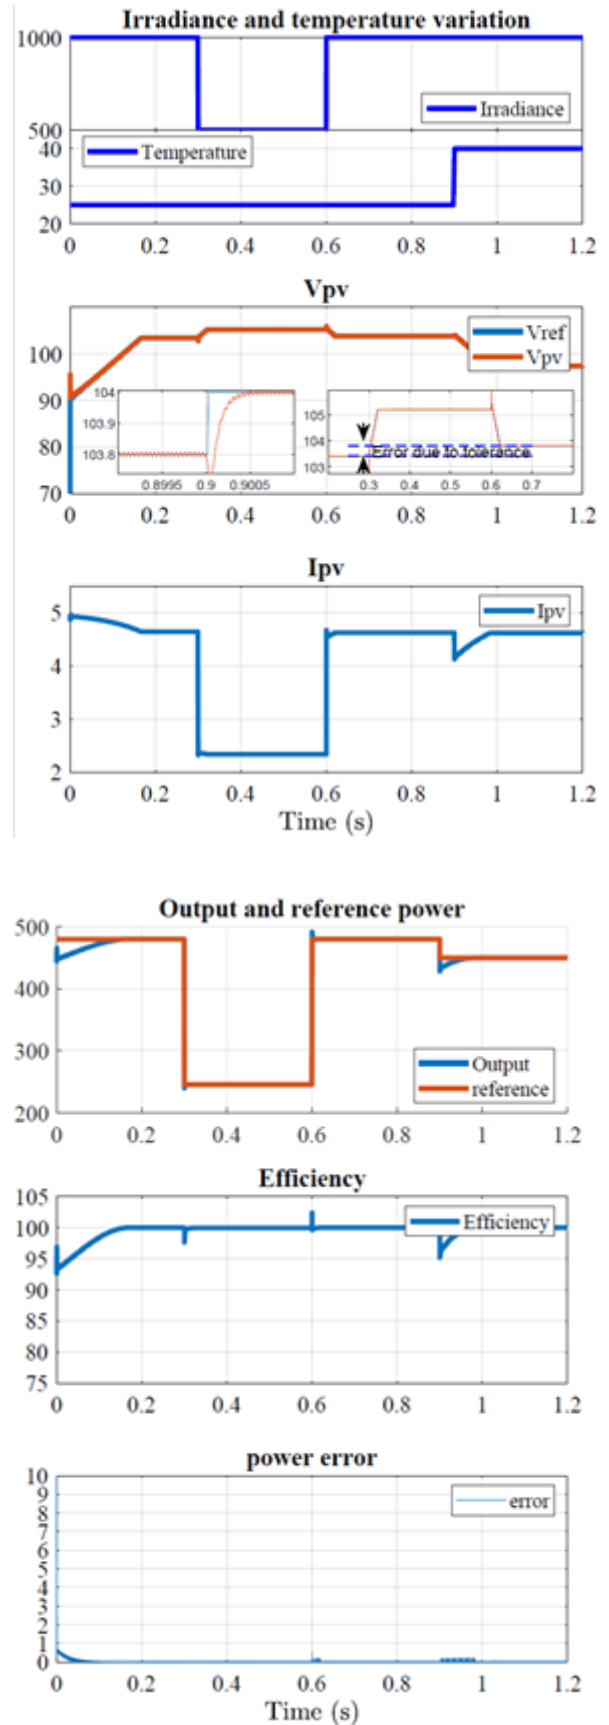 Irradiance and temperature variation
1000
500
Irradiance
40
30
20
Temperature
0 0.2 0.4 0.6 0.8 1 1.2
Vpv
100
90
80
70
Vref
Vpv
104
103.9
103.8
0.8995 0.9 0.9005
105
104
103
Error due to tolerance
0.3 0.4 0.5 0.6 0.7
0 0.2 0.4 0.6 0.8 1 1.2
Ipv
5
4
3
2
Ipv
0 0.2 0.4 0.6 0.8 1 1.2
Time (s)
Output and reference power
500
400
300
200
Output
reference
0 0.2 0.4 0.6 0.8 1 1.2
Efficiency
105
100
95
90
85
80
75
Efficiency
0 0.2 0.4 0.6 0.8 1 1.2
power error
10
9
8
7
6
5
4
3
2
1
0
error
0 0.2 0.4 0.6 0.8 1 1.2
Time (s)